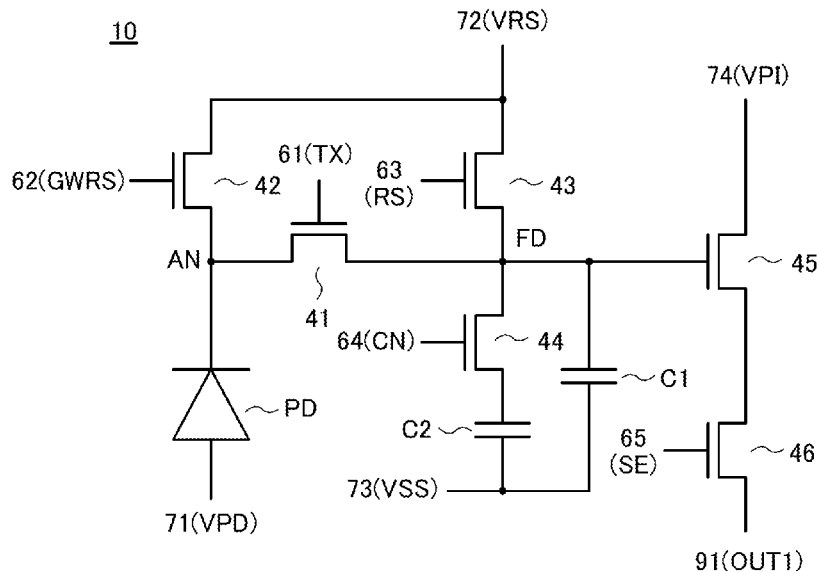 10
72(VRS)
74(VPI)
61(TX)
62(GWRS)
42
63
(RS)
43
AN
FD
45
41
64(CN)
44
C1
PD
C2
65
(SE)
46
73(VSS)
71(VPD)
91(OUT1)